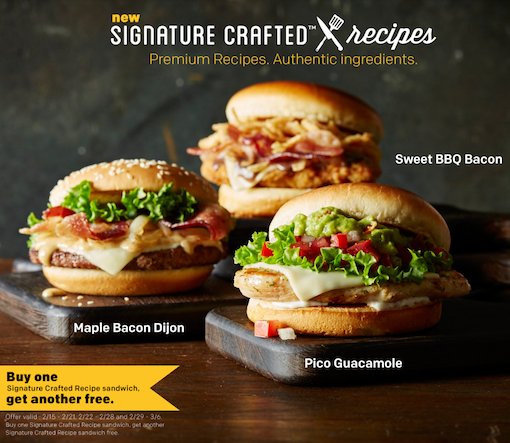 new
SIGNATURE CRAFTED™ recipes
Premium Recipes. Authentic ingredients.
Sweet BBQ Bacon
Maple Bacon Dijon
Pico Guacamole
Buy one
Signature Crafted Recipe sandwich,
get another free.
Offer valid - 2/15 - 2/21, 2/22 - 2/28 and 2/29 - 3/6.
Buy one Signature Crafted Recipe sandwich, get another
Signature Crafted Recipe sandwich free.